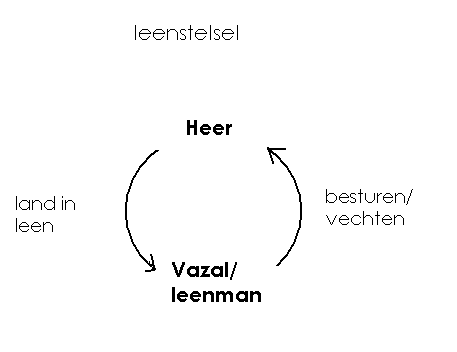 leenstelsel
Heer
land in
leen
besturen/
vechten
Vazal/
leenman